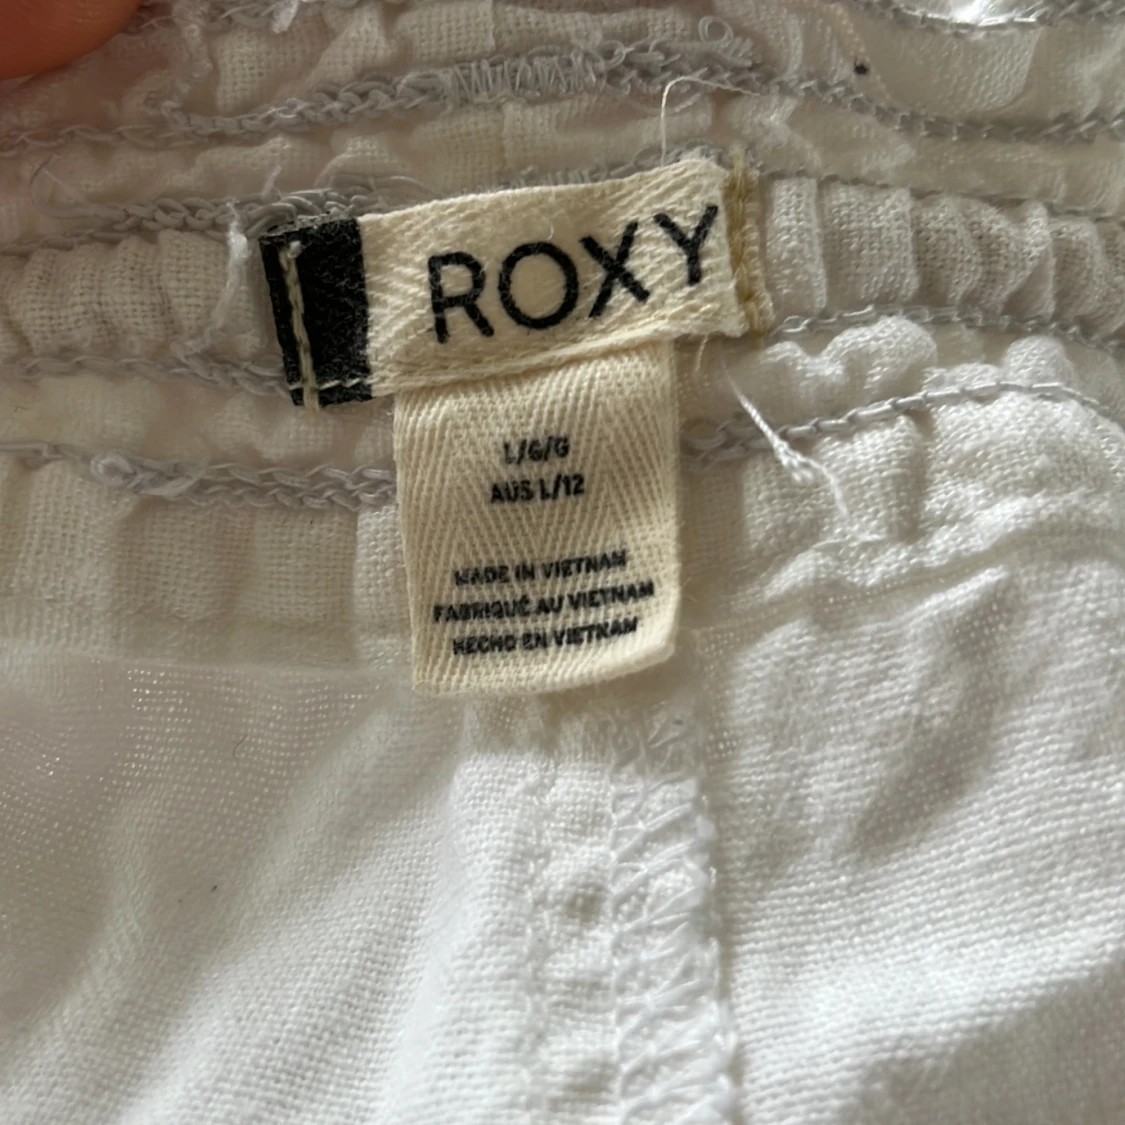 ROXY
L/G/G
AUS L/12
MADE IN VIETNAM
FABRIQUÉ AU VIETNAM
HECHO EN VIETNAM